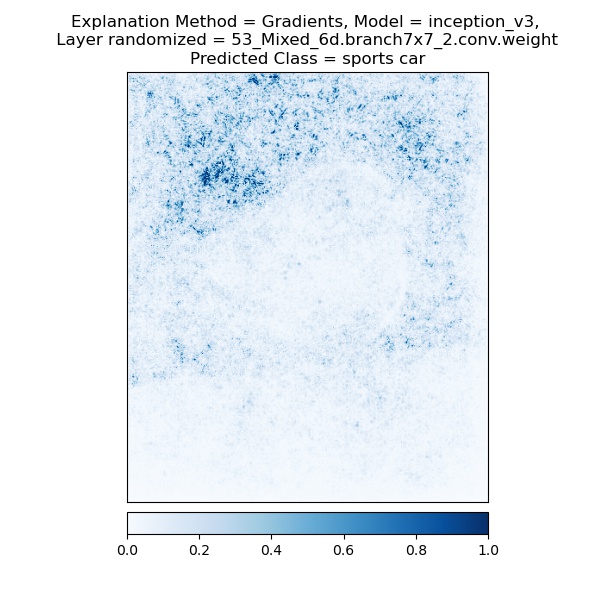 Explanation Method = Gradients, Model = inception_v3,
Layer randomized = 53_Mixed_6d.branch7x7_2.conv.weight
Predicted Class = sports car
0.0 0.2 0.4 0.6 0.8 1.0